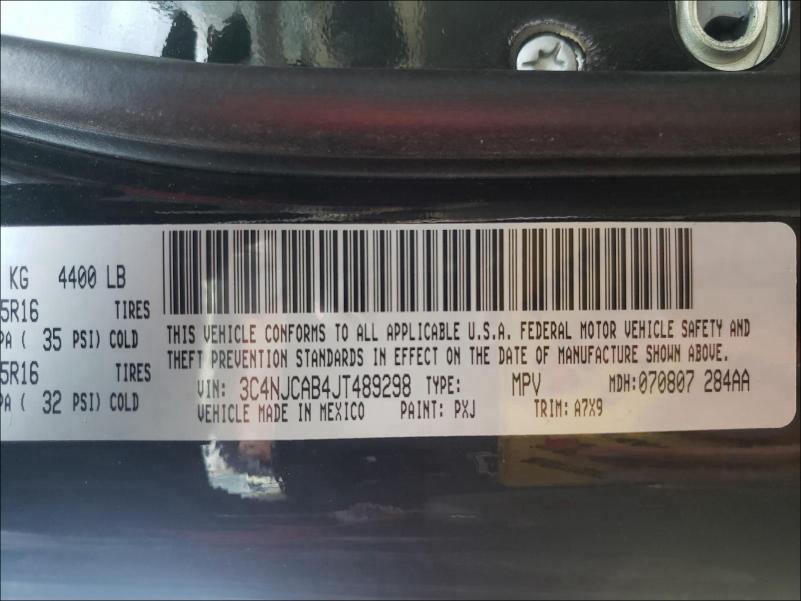 KG 4400 LB
5R16 TIRES
PA ( 35 PSI) COLD
5R16 TIRES
PA ( 32 PSI) COLD
THIS VEHICLE CONFORMS TO ALL APPLICABLE U.S.A. FEDERAL MOTOR VEHICLE SAFETY AND
THEFT PREVENTION STANDARDS IN EFFECT ON THE DATE OF MANUFACTURE SHOWN ABOVE.
VIN: 3C4NJCAB4JT489298 TYPE: MPV MDH:070807 284AA
VEHICLE MADE IN MEXICO PAINT: PXJ TRIM: A7X9